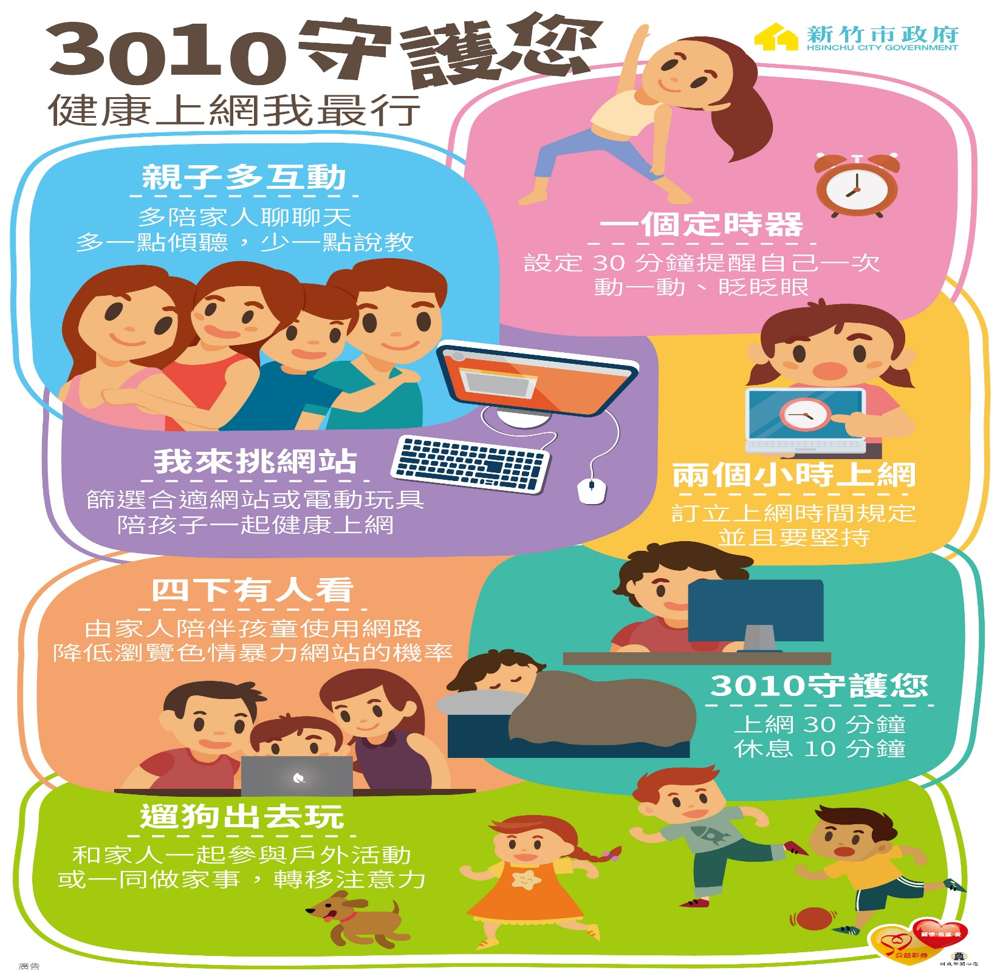 3010守護您
健康上網我最行
新竹市政府
HSINCHU CITY GOVERNMENT
親子多互動
多陪家人聊聊天
多一點傾聽，少一點說教
一個定時器
設定 30 分鐘提醒自己一次
動一動、眨眨眼
我來挑網站
篩選合適網站或電動玩具
陪孩子一起健康上網
兩個小時上網
訂立上網時間規定
並且要堅持
四下有人看
由家人陪伴孩童使用網路
降低瀏覽色情暴力網站的機率
3010守護您
上網 30 分鐘
休息 10 分鐘
遛狗出去玩
和家人一起參與戶外活動
或一同做家事，轉移注意力
關懷·希望·愛
公益彩券
財政部關心您
廣告